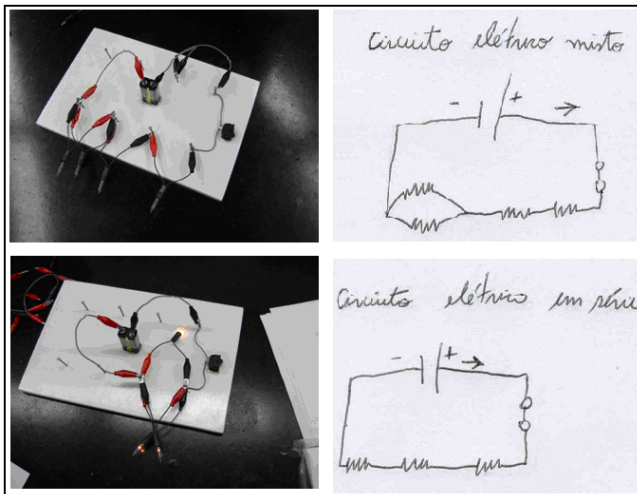 Circuito elétrico misto
- +
Circuito elétrico em série
- +